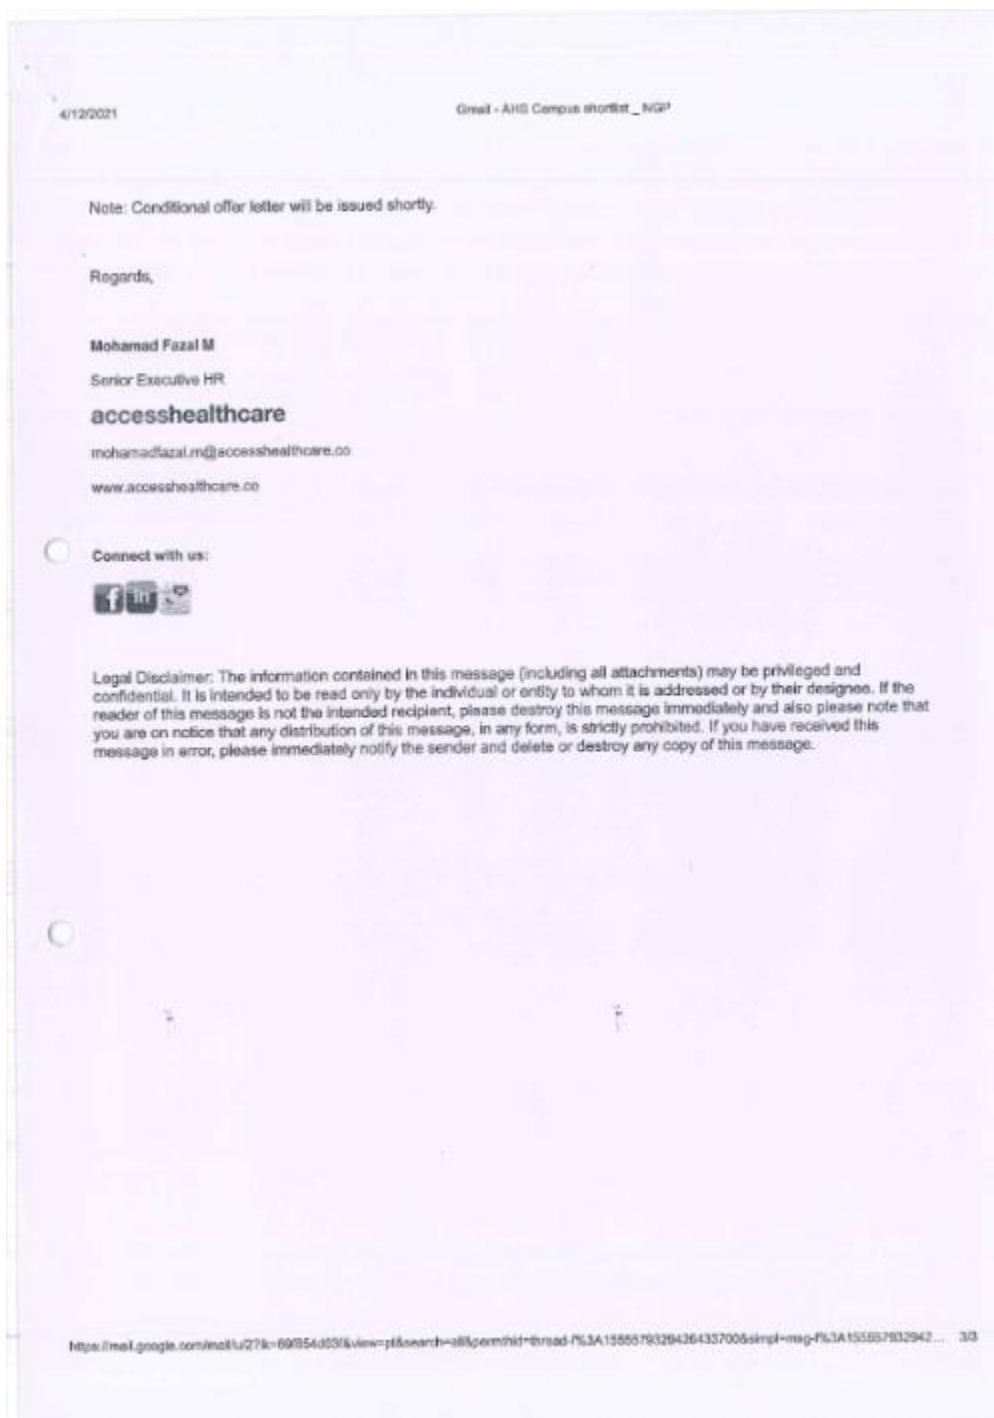 4/12/2021
Gmail - AHS Campus shortlist _ NGP
Note: Conditional offer letter will be issued shortly.
Regards,
Mohamad Fazal M
Senior Executive HR
accesshealthcare
mohamadfazal.m@accesshealthcare.co
www.accesshealthcare.co
Connect with us:
f in
Legal Disclaimer: The information contained in this message (including all attachments) may be privileged and
confidential. It is intended to be read only by the individual or entity to whom it is addressed or by their designee. If the
reader of this message is not the intended recipient, please destroy this message immediately and also please note that
you are on notice that any distribution of this message, in any form, is strictly prohibited. If you have received this
message in error, please immediately notify the sender and delete or destroy any copy of this message.
3/3